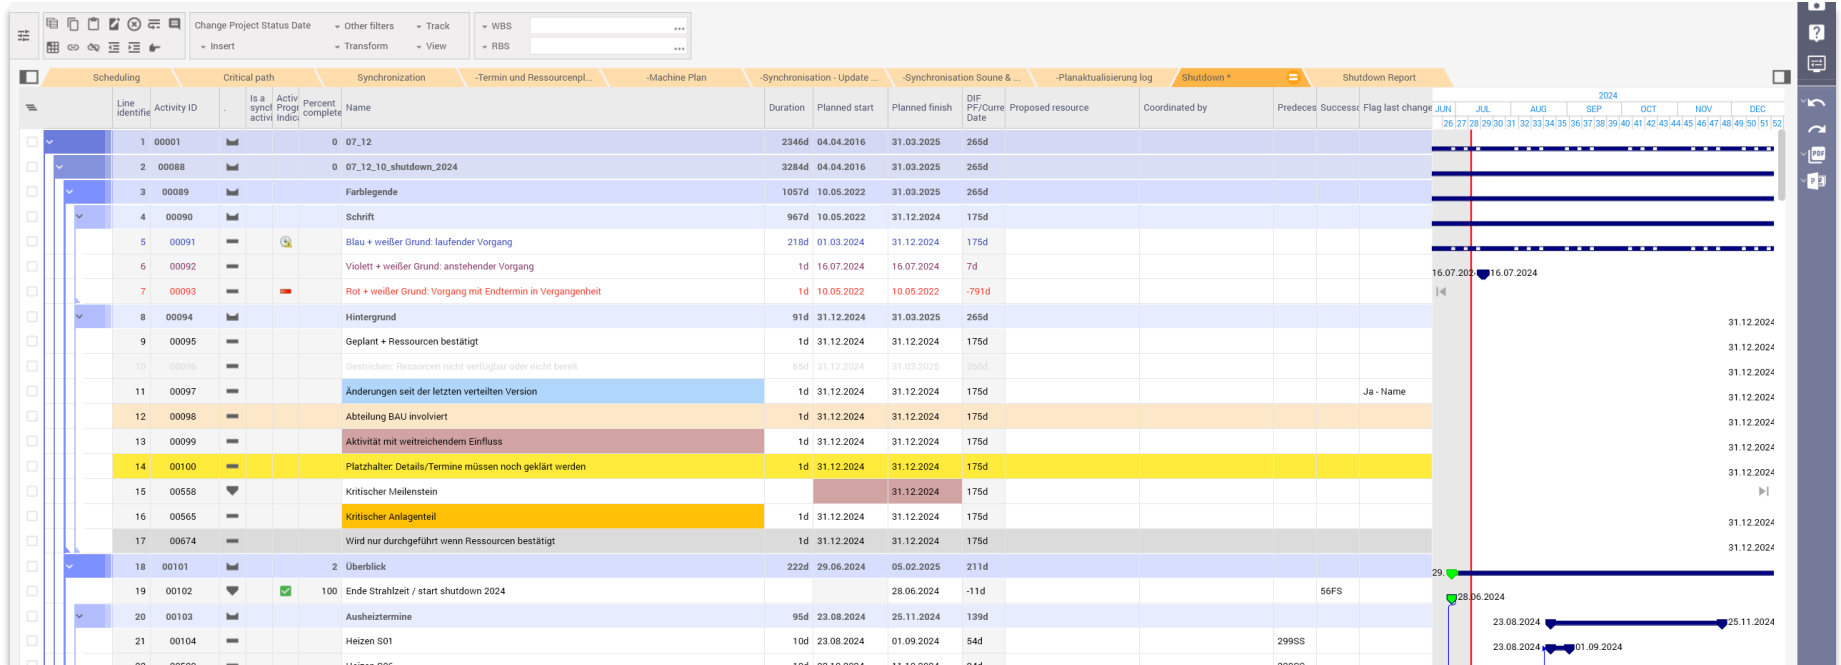 Change Project Status Date Other filters Track WBS ...
Insert Transform View RBS ...
Scheduling Critical path Synchronization -Termin und Ressourcenpl... -Machine Plan -Synchronisation - Update ... -Synchronisation Soune & ... -Planaktualisierung log Shutdown * Shutdown Report
Line identifie Activity ID . Is a syncl activi Activ Progr Indica Percent complete Name Duration Planned start Planned finish DIF PF/Curre Date Proposed resource Coordinated by Predeces Successo Flag last change
2024
JUN JUL AUG SEP OCT NOV DEC
26 27 28 29 30 31 32 33 34 35 36 37 38 39 40 41 42 43 44 45 46 47 48 49 50 51 52
1 00001 0 07_12 2346d 04.04.2016 31.03.2025 265d
2 00088 0 07_12_10_shutdown_2024 3284d 04.04.2016 31.03.2025 265d
3 00089 Farblegende 1057d 10.05.2022 31.03.2025 265d
4 00090 Schrift 967d 10.05.2022 31.12.2024 175d
5 00091 Blau + weißer Grund: laufender Vorgang 218d 01.03.2024 31.12.2024 175d
6 00092 Violett + weißer Grund: anstehender Vorgang 1d 16.07.2024 16.07.2024 7d 16.07.202 16.07.2024
7 00093 Rot + weißer Grund: Vorgang mit Endtermin in Vergangenheit 1d 10.05.2022 10.05.2022 -791d
8 00094 Hintergrund 91d 31.12.2024 31.03.2025 265d 31.12.2024
9 00095 Geplant + Ressourcen bestätigt 1d 31.12.2024 31.12.2024 175d 31.12.2024
10 00096 Gestrichen: Ressorcen nicht verfügbar oder nicht bereit 65d 31.12.2024 31.03.2025 265d 31.12.2024
11 00097 Änderungen seit der letzten verteilten Version 1d 31.12.2024 31.12.2024 175d Ja - Name 31.12.2024
12 00098 Abteilung BAU involviert 1d 31.12.2024 31.12.2024 175d 31.12.2024
13 00099 Aktivität mit weitreichendem Einfluss 1d 31.12.2024 31.12.2024 175d 31.12.2024
14 00100 Platzhalter: Details/Termine müssen noch geklärt werden 1d 31.12.2024 31.12.2024 175d 31.12.2024
15 00558 Kritischer Meilenstein 31.12.2024 175d
16 00565 Kritischer Anlagenteil 1d 31.12.2024 31.12.2024 175d 31.12.2024
17 00674 Wird nur durchgeführt wenn Ressourcen bestätigt 1d 31.12.2024 31.12.2024 175d 31.12.2024
18 00101 2 Überblick 222d 29.06.2024 05.02.2025 211d 29.
19 00102 100 Ende Strahlzeit / start shutdown 2024 28.06.2024 -11d 56FS 28.06.2024
20 00103 Ausheiztermine 95d 23.08.2024 25.11.2024 139d 23.08.2024 25.11.2024
21 00104 Heizen S01 10d 23.08.2024 01.09.2024 54d 299SS 23.08.2024 01.09.2024